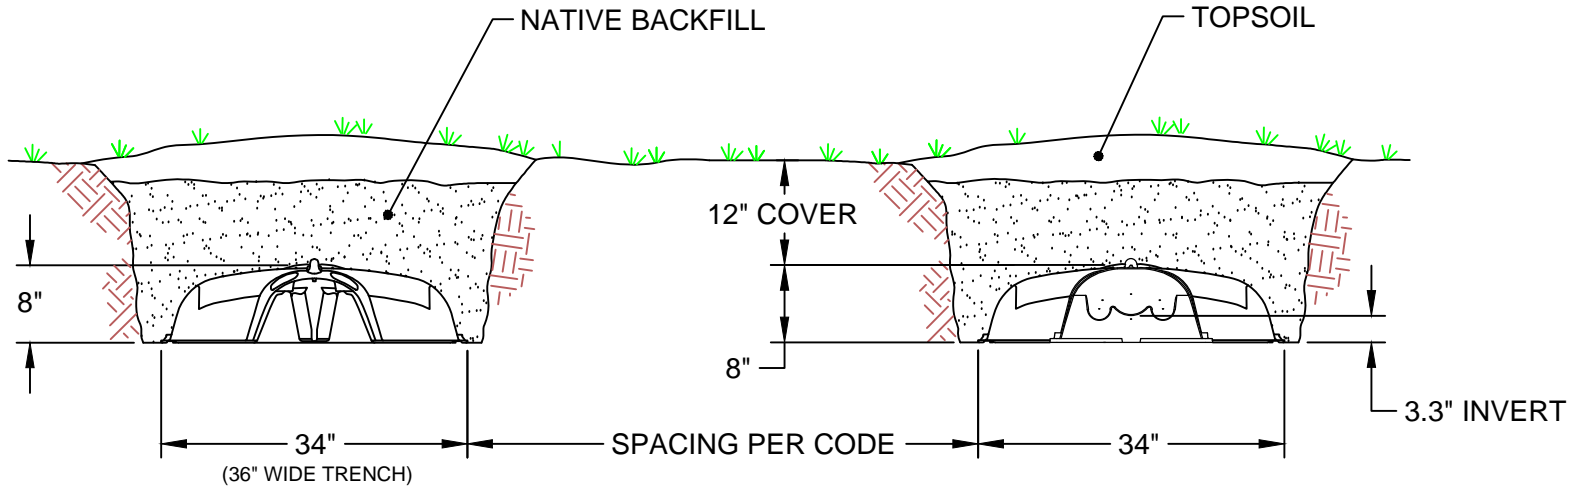 NATIVE BACKFILL
TOPSOIL
12" COVER
8"
8"
3.3" INVERT
34"
SPACING PER CODE
34"
(36" WIDE TRENCH)